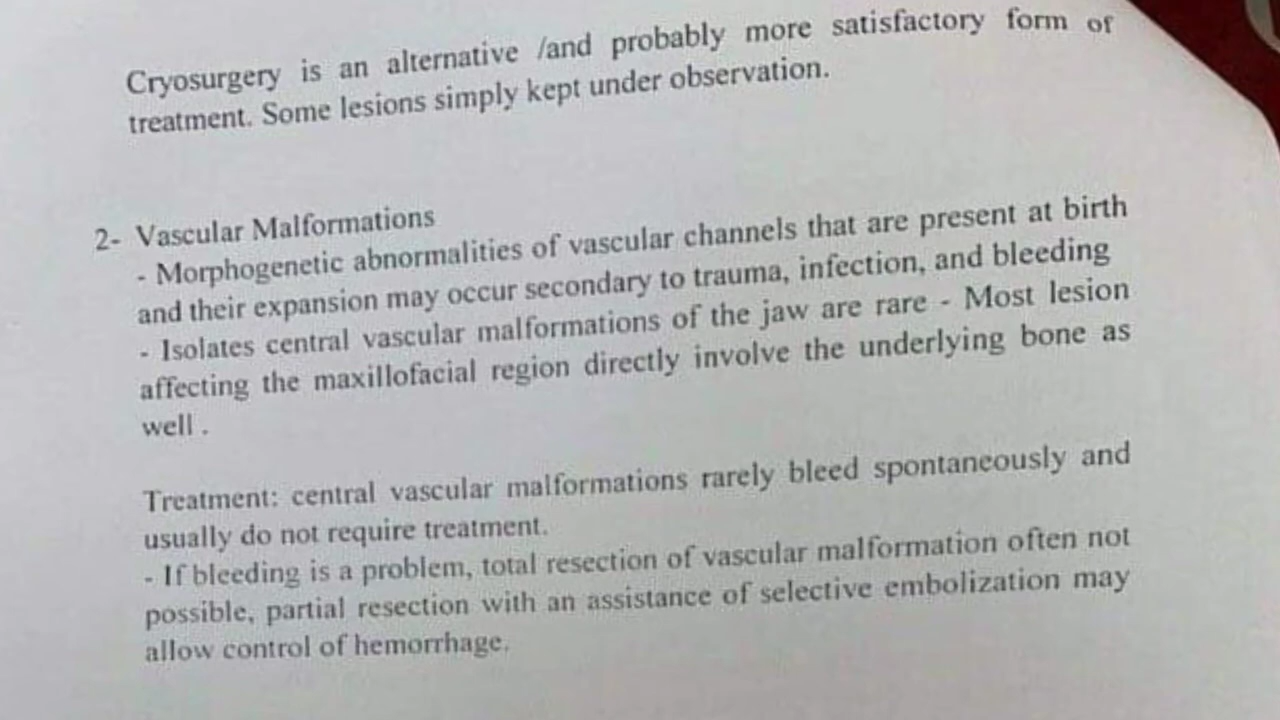 Cryosurgery is an alternative /and probably more satisfactory form of
treatment. Some lesions simply kept under observation.
2- Vascular Malformations
- Morphogenetic abnormalities of vascular channels that are present at birth
and their expansion may occur secondary to trauma, infection, and bleeding
- Isolates central vascular malformations of the jaw are rare - Most lesion
affecting the maxillofacial region directly involve the underlying bone as
well .
Treatment: central vascular malformations rarely bleed spontaneously and
usually do not require treatment.
- If bleeding is a problem, total resection of vascular malformation often not
possible, partial resection with an assistance of selective embolization may
allow control of hemorrhage.